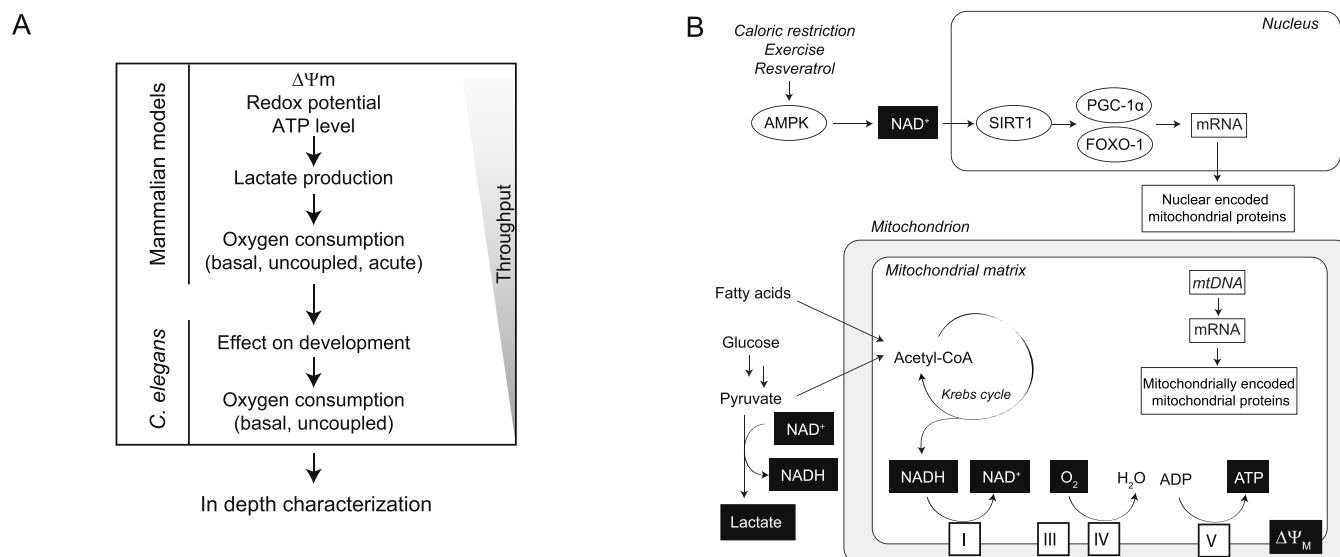 A
Mammalian models
C. elegans
Throughput
ΔΨm
Redox potential
ATP level
Lactate production
Oxygen consumption
(basal, uncoupled, acute)
Effect on development
Oxygen consumption
(basal, uncoupled)
In depth characterization
B
Nucleus
Caloric restriction
Exercise
Resveratrol
AMPK
NAD⁺
SIRT1
PGC-1α
FOXO-1
mRNA
Nuclear encoded
mitochondrial proteins
Mitochondrion
Mitochondrial matrix
Fatty acids
Glucose
Pyruvate
NAD⁺
NADH
Lactate
Acetyl-CoA
Krebs cycle
mtDNA
mRNA
Mitochondrially encoded
mitochondrial proteins
NADH
NAD⁺
O₂
H₂O
ADP
ATP
I
III
IV
V
ΔΨ_M